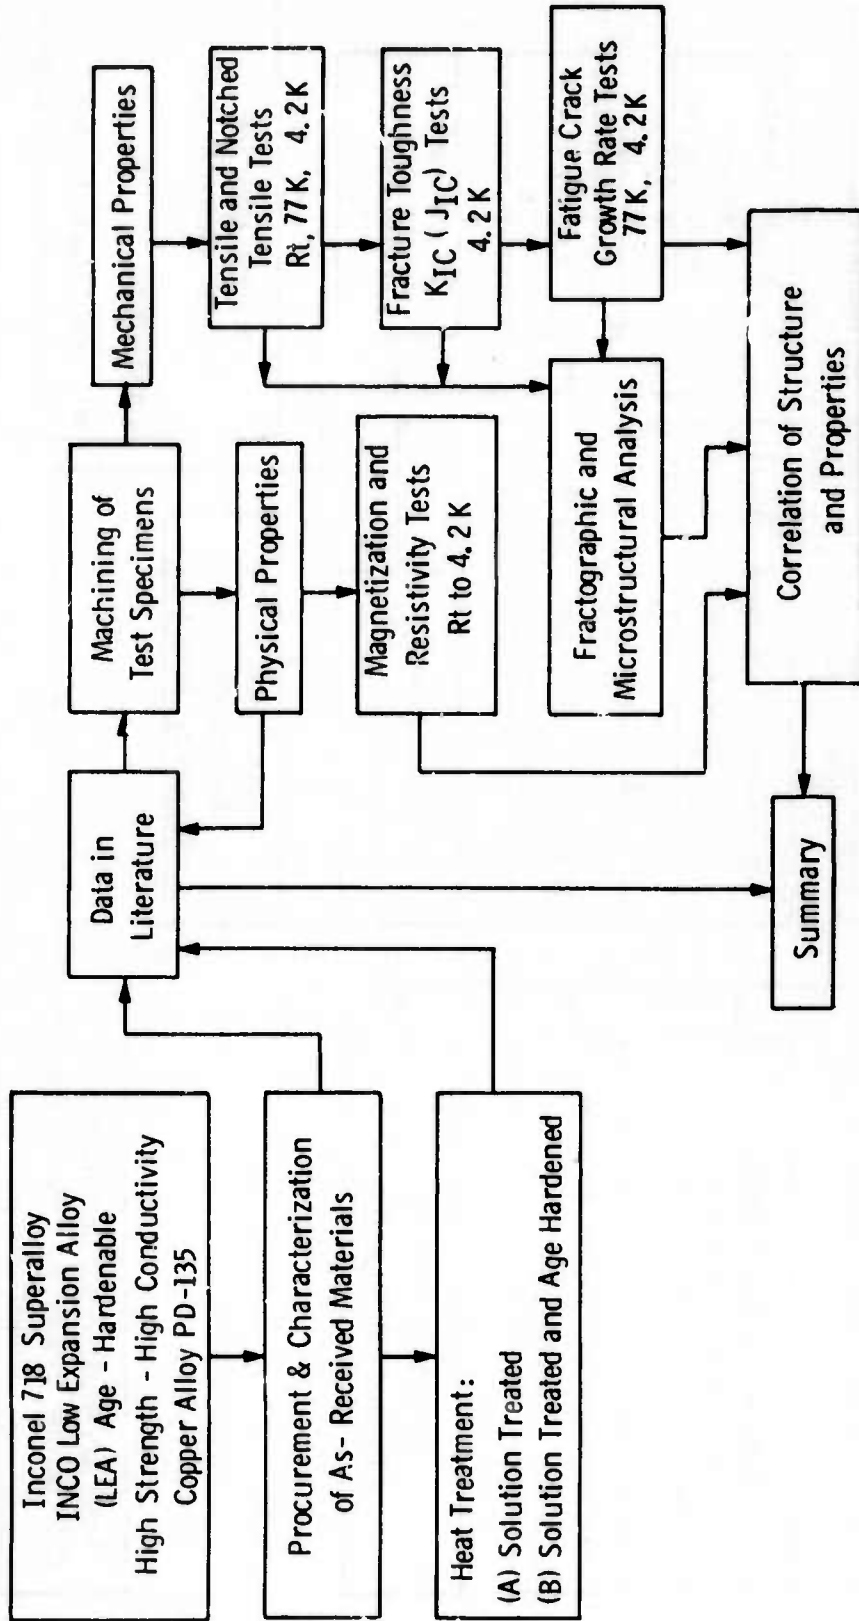 Inconel 718 Superalloy
INCO Low Expansion Alloy
(LEA) Age - Hardenable
High Strength - High Conductivity
Copper Alloy PD-135
Procurement & Characterization
of As- Received Materials
Heat Treatment:
(A) Solution Treated
(B) Solution Treated and Age Hardened
Data in
Literature
Machining of
Test Specimens
Mechanical Properties
Physical Properties
Tensile and Notched
Tensile Tests
Rt, 77 K, 4.2 K
Magnetization and
Resistivity Tests
Rt to 4.2 K
Fracture Toughness
KIC ( JIC) Tests
4.2 K
Fatigue Crack
Growth Rate Tests
77 K, 4.2 K
Fractographic and
Microstructural Analysis
Correlation of Structure
and Properties
Summary